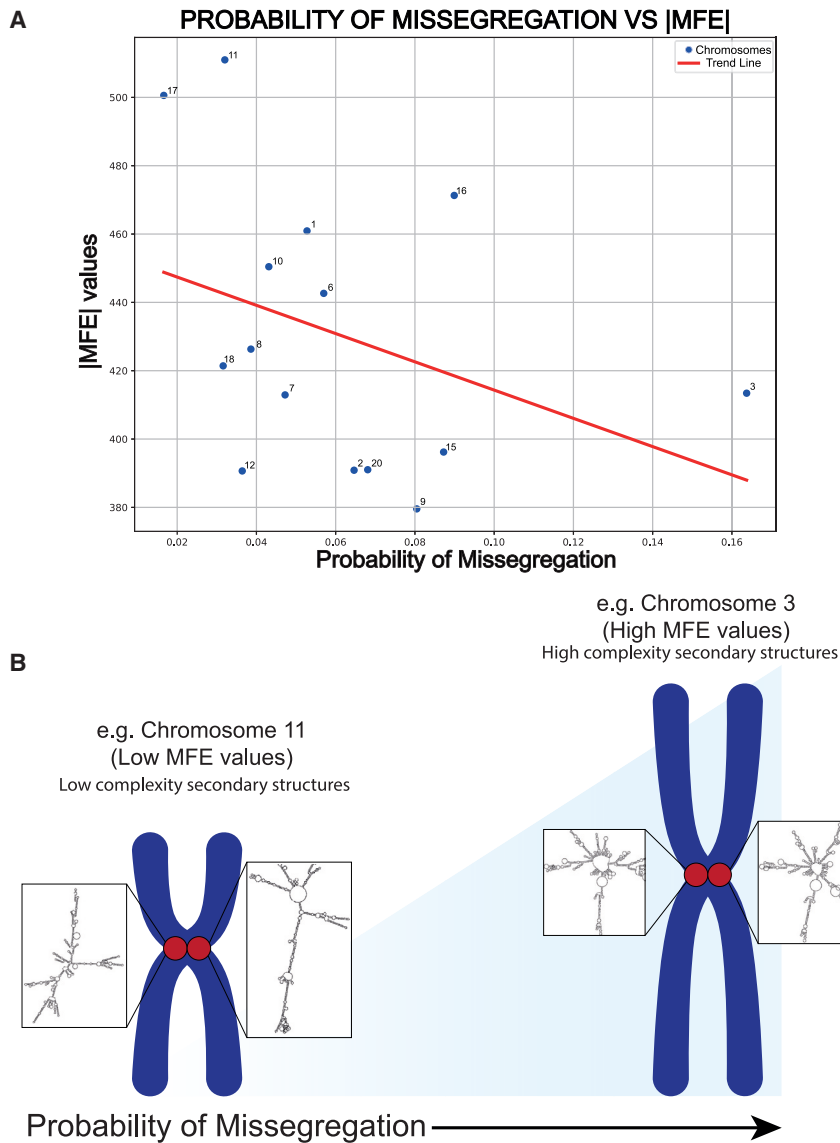 A
PROBABILITY OF MISSEGREGATION VS |MFE|
Chromosomes
Trend Line
|MFE| values
500
480
460
440
420
400
380
11
17
16
1
10
6
8
18
7
3
15
12
2
20
9
0.02
0.04
0.06
0.08
0.10
0.12
0.14
0.16
Probability of Missegregation
B
e.g. Chromosome 3
(High MFE values)
High complexity secondary structures
e.g. Chromosome 11
(Low MFE values)
Low complexity secondary structures
Probability of Missegregation